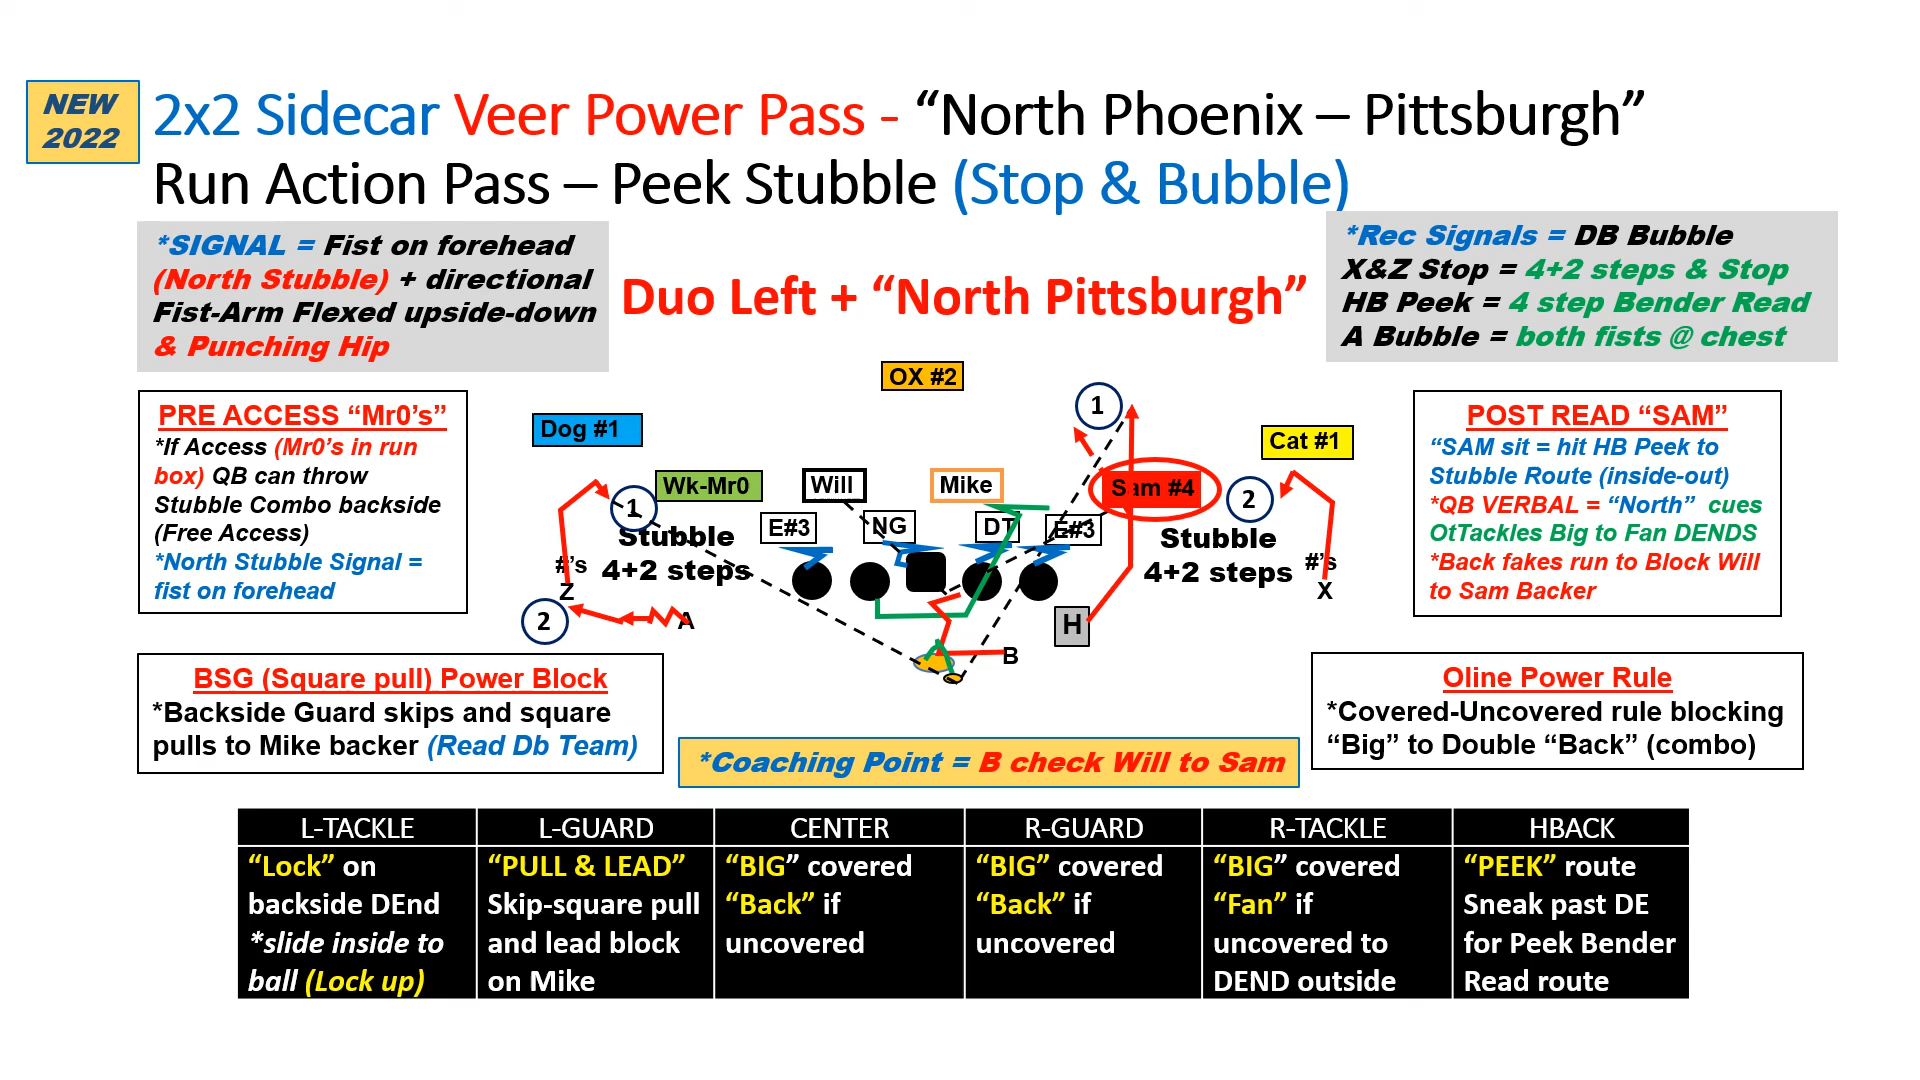 NEW
2022
2x2 Sidecar Veer Power Pass - “North Phoenix – Pittsburgh”
Run Action Pass – Peek Stubble (Stop & Bubble)
*SIGNAL = Fist on forehead
(North Stubble) + directional
Fist-Arm Flexed upside-down
& Punching Hip
Duo Left + “North Pittsburgh”
*Rec Signals = DB Bubble
X&Z Stop = 4+2 steps & Stop
HB Peek = 4 step Bender Read
A Bubble = both fists @ chest
PRE ACCESS “Mr0’s”
*If Access (Mr0’s in run
box) QB can throw
Stubble Combo backside
(Free Access)
*North Stubble Signal =
fist on forehead
OX #2
Dog #1
1
Cat #1
Wk-Mr0
Will
Mike
Sam #4
1
2
E#3
NG
DT
E#3
Stubble
4+2 steps
Stubble
4+2 steps
#’s
Z
#’s
X
2
A
H
B
POST READ “SAM”
“SAM sit = hit HB Peek to
Stubble Route (inside-out)
*QB VERBAL = “North” cues
OtTackles Big to Fan DENDS
*Back fakes run to Block Will
to Sam Backer
BSG (Square pull) Power Block
*Backside Guard skips and square
pulls to Mike backer (Read Db Team)
*Coaching Point = B check Will to Sam
Oline Power Rule
*Covered-Uncovered rule blocking
“Big” to Double “Back” (combo)
L-TACKLE
“Lock” on
backside DEnd
*slide inside to
ball (Lock up)
L-GUARD
“PULL & LEAD”
Skip-square pull
and lead block
on Mike
CENTER
“BIG” covered
“Back” if
uncovered
R-GUARD
“BIG” covered
“Back” if
uncovered
R-TACKLE
“BIG” covered
“Fan” if
uncovered to
DEND outside
HBACK
“PEEK” route
Sneak past DE
for Peek Bender
Read route